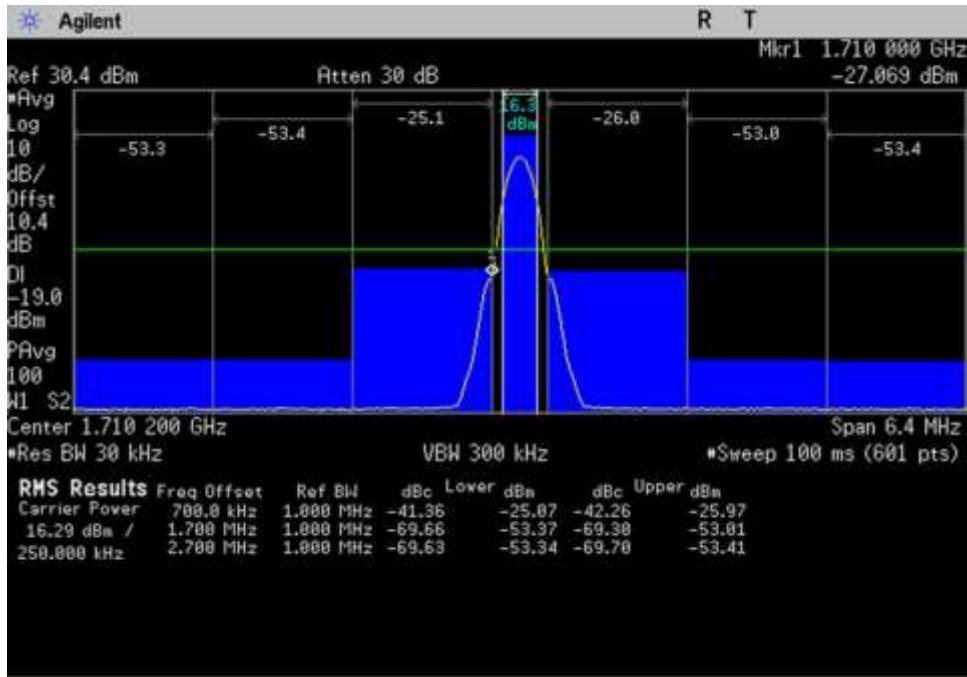 Agilent R T
Mkr1 1.710 000 GHz
Ref 30.4 dBm Atten 30 dB -27.069 dBm
#Avg
Log
10
dB/
Offst
10.4
dB
DI
-19.0
dBm
PAvg
100
W1 S2
-53.3
-53.4
-25.1
16.3
dBm
-26.0
-53.0
-53.4
Center 1.710 200 GHz Span 6.4 MHz
#Res BW 30 kHz VBW 300 kHz #Sweep 100 ms (601 pts)
RMS Results Freq Offset Ref BW dBc Lower dBm dBc Upper dBm
Carrier Power 700.0 kHz 1.000 MHz -41.36 -25.07 -42.26 -25.97
16.29 dBm / 1.700 MHz 1.000 MHz -69.66 -53.37 -69.30 -53.01
250.000 kHz 2.700 MHz 1.000 MHz -69.63 -53.34 -69.70 -53.41